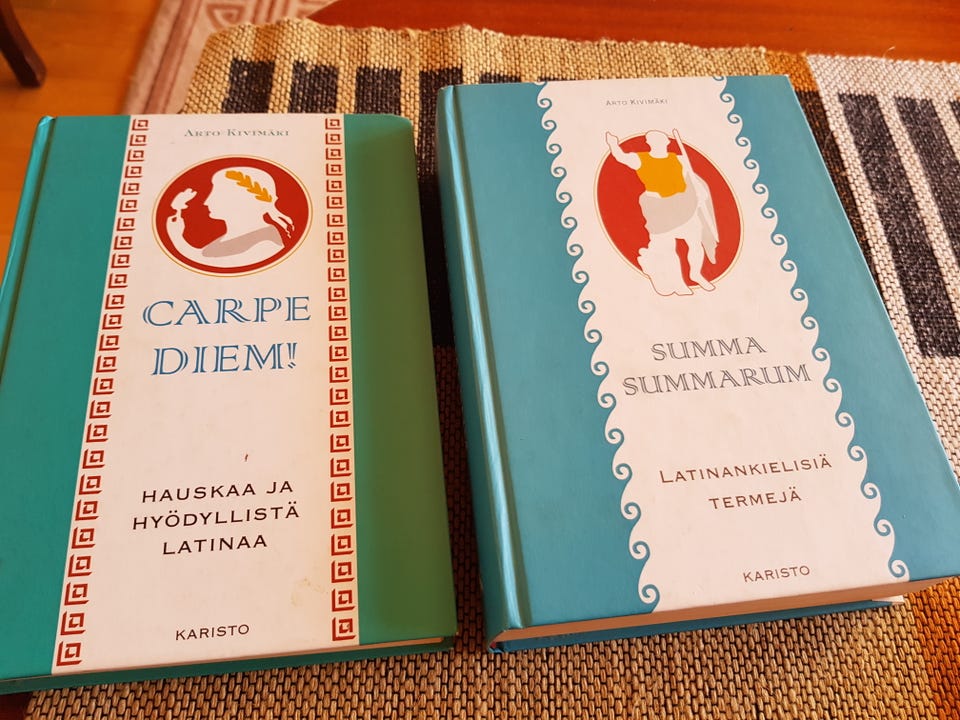 Arto Kivimäki
CARPE
DIEM!
HAUSKAA JA
HYÖDYLLISTÄ
LATINAA
KARISTO
Arto Kivimäki
SUMMA
SUMMARUM
LATINANKIELISIÄ
TERMEJÄ
KARISTO